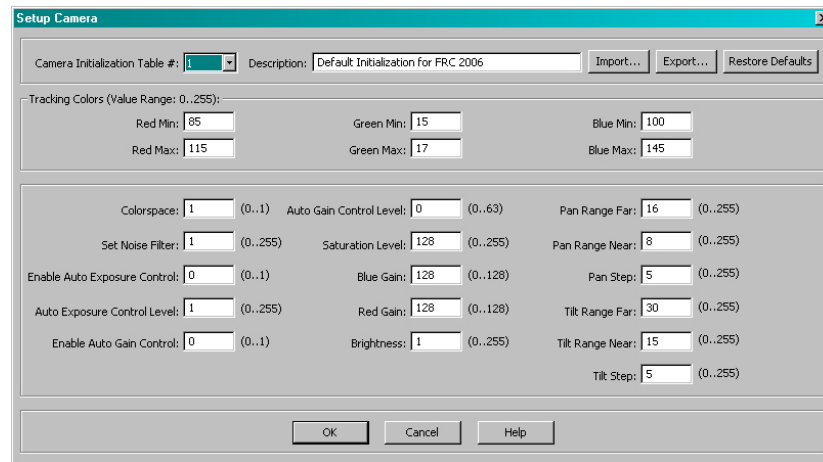 Setup Camera
Camera Initialization Table #: 1 Description: Default Initialization for FRC 2006 Import... Export... Restore Defaults
Tracking Colors (Value Range: 0..255):
Red Min: 85 Green Min: 15 Blue Min: 100
Red Max: 115 Green Max: 17 Blue Max: 145
Colorspace: 1 (0..1) Auto Gain Control Level: 0 (0..63) Pan Range Far: 16 (0..255)
Set Noise Filter: 1 (0..255) Saturation Level: 128 (0..255) Pan Range Near: 8 (0..255)
Enable Auto Exposure Control: 0 (0..1) Blue Gain: 128 (0..128) Pan Step: 5 (0..255)
Auto Exposure Control Level: 1 (0..255) Red Gain: 128 (0..128) Tilt Range Far: 30 (0..255)
Enable Auto Gain Control: 0 (0..1) Brightness: 1 (0..255) Tilt Range Near: 15 (0..255)
Tilt Step: 5 (0..255)
OK Cancel Help